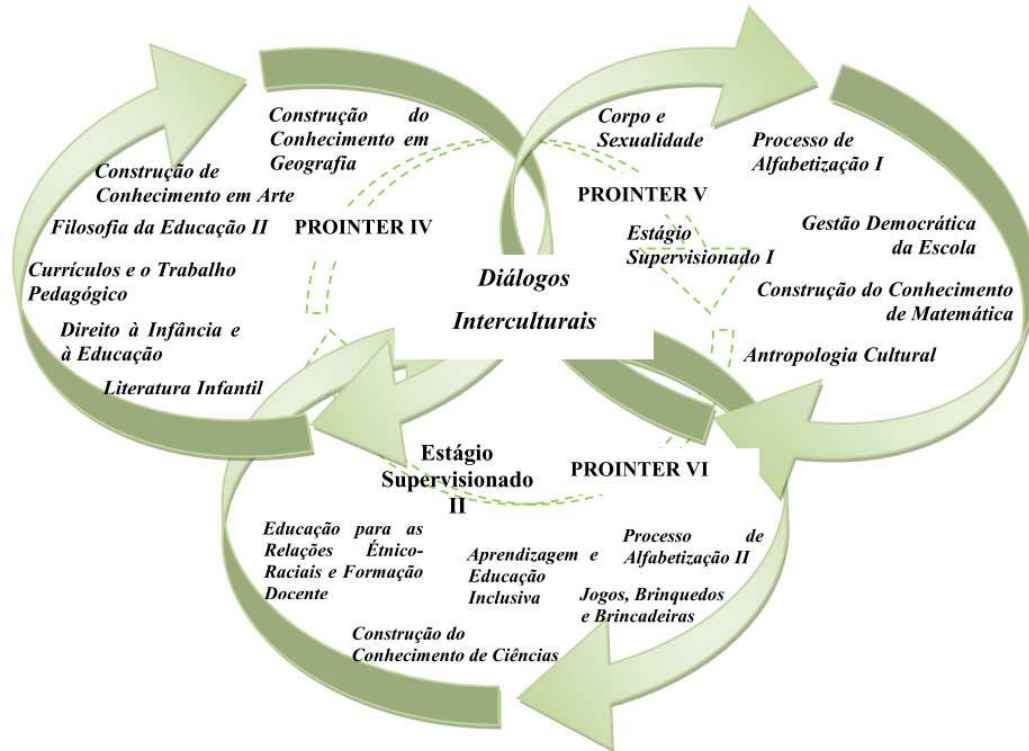 Construção do
Conhecimento em
Geografia
Construção de
Conhecimento em Arte
Filosofia da Educação II
PROINTER IV
Currículos e o Trabalho
Pedagógico
Direito à Infância e
à Educação
Literatura Infantil
Corpo e
Sexualidade
Processo de
Alfabetização I
PROINTER V
Estágio
Supervisionado I
Gestão Democrática
da Escola
Construção do Conhecimento
de Matemática
Antropologia Cultural
Diálogos
Interculturais
Estágio
Supervisionado
II
PROINTER VI
Educação para as
Relações Étnico-
Raciais e Formação
Docente
Aprendizagem e
Educação
Inclusiva
Processo de
Alfabetização II
Jogos, Brinquedos
e Brincadeiras
Construção do
Conhecimento de Ciências